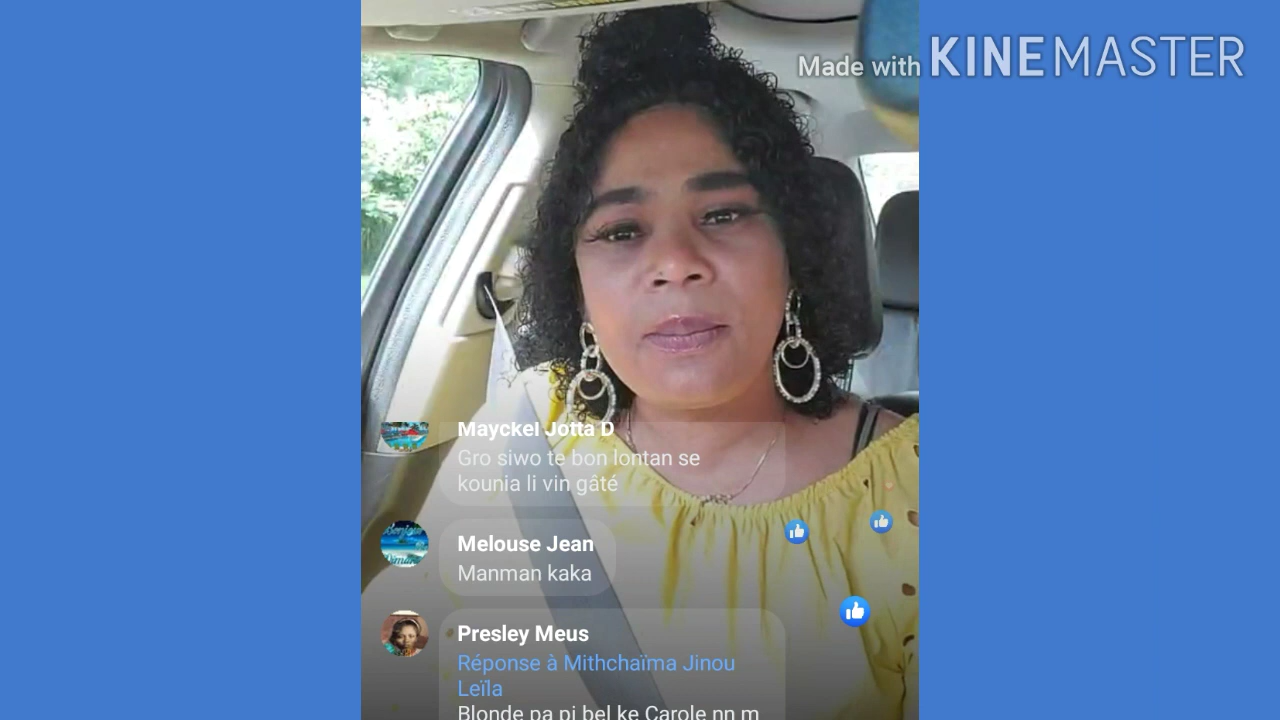 Made with KINEMASTER
Mayckel Jotta D
Gro siwo te bon lontan se
kounia li vin gâté
Melouse Jean
Manman kaka
Presley Meus
Réponse à Mithchaïma Jinou
Leïla
Blonde pa pi bel ke Carole nn m